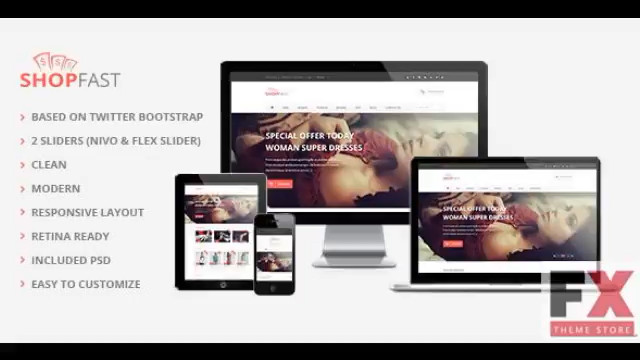 SHOPFAST
BASED ON TWITTER BOOTSTRAP
2 SLIDERS (NIVO & FLEX SLIDER)
CLEAN
MODERN
RESPONSIVE LAYOUT
RETINA READY
INCLUDED PSD
EASY TO CUSTOMIZE
SPECIAL OFFER TODAY
WOMAN SUPER DRESSES
SPECIAL OFFER TODAY
WOMAN SUPER DRESSES
FX
THEME STORE